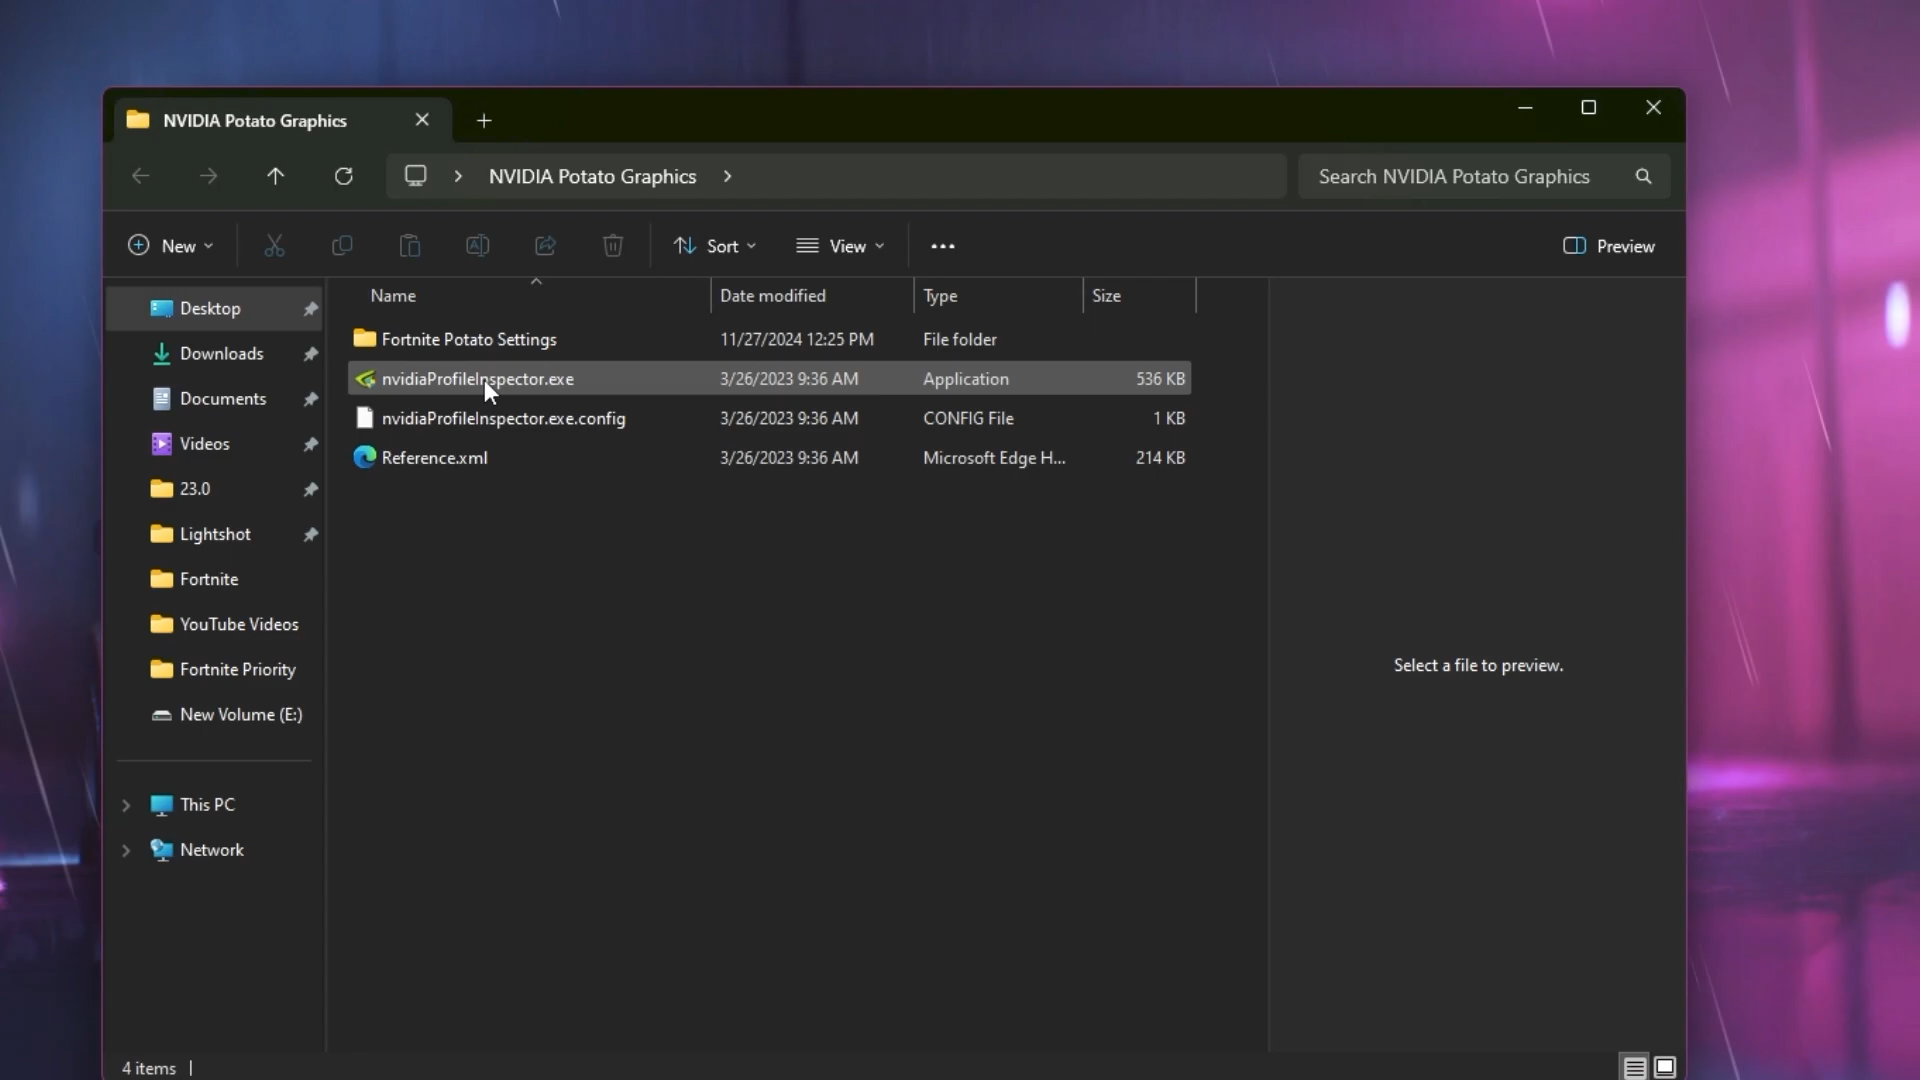 NVIDIA Potato Graphics
NVIDIA Potato Graphics
Search NVIDIA Potato Graphics
New
Sort
View
Preview
Name
Date modified
Type
Size
Desktop
Downloads
Documents
Videos
23.0
Lightshot
Fortnite
YouTube Videos
Fortnite Priority
New Volume (E:)
This PC
Network
Fortnite Potato Settings 11/27/2024 12:25 PM File folder
nvidiaProfileInspector.exe 3/26/2023 9:36 AM Application 536 KB
nvidiaProfileInspector.exe.config 3/26/2023 9:36 AM CONFIG File 1 KB
Reference.xml 3/26/2023 9:36 AM Microsoft Edge H... 214 KB
Select a file to preview.
4 items